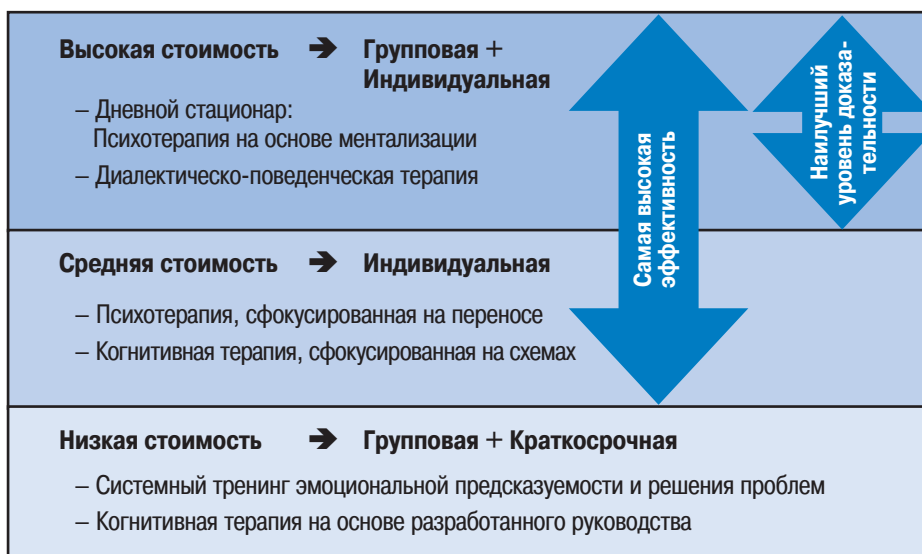 Высокая стоимость ➔ Групповая +
Индивидуальная
– Дневной стационар:
Психотерапия на основе ментализации
– Диалектическо-поведенческая терапия
Самая высокая
эффективность
Наилучший
уровень доказа-
тельности
Средняя стоимость ➔ Индивидуальная
– Психотерапия, сфокусированная на переносе
– Когнитивная терапия, сфокусированная на схемах
Низкая стоимость ➔ Групповая + Краткосрочная
– Системный тренинг эмоциональной предсказуемости и решения проблем
– Когнитивная терапия на основе разработанного руководства